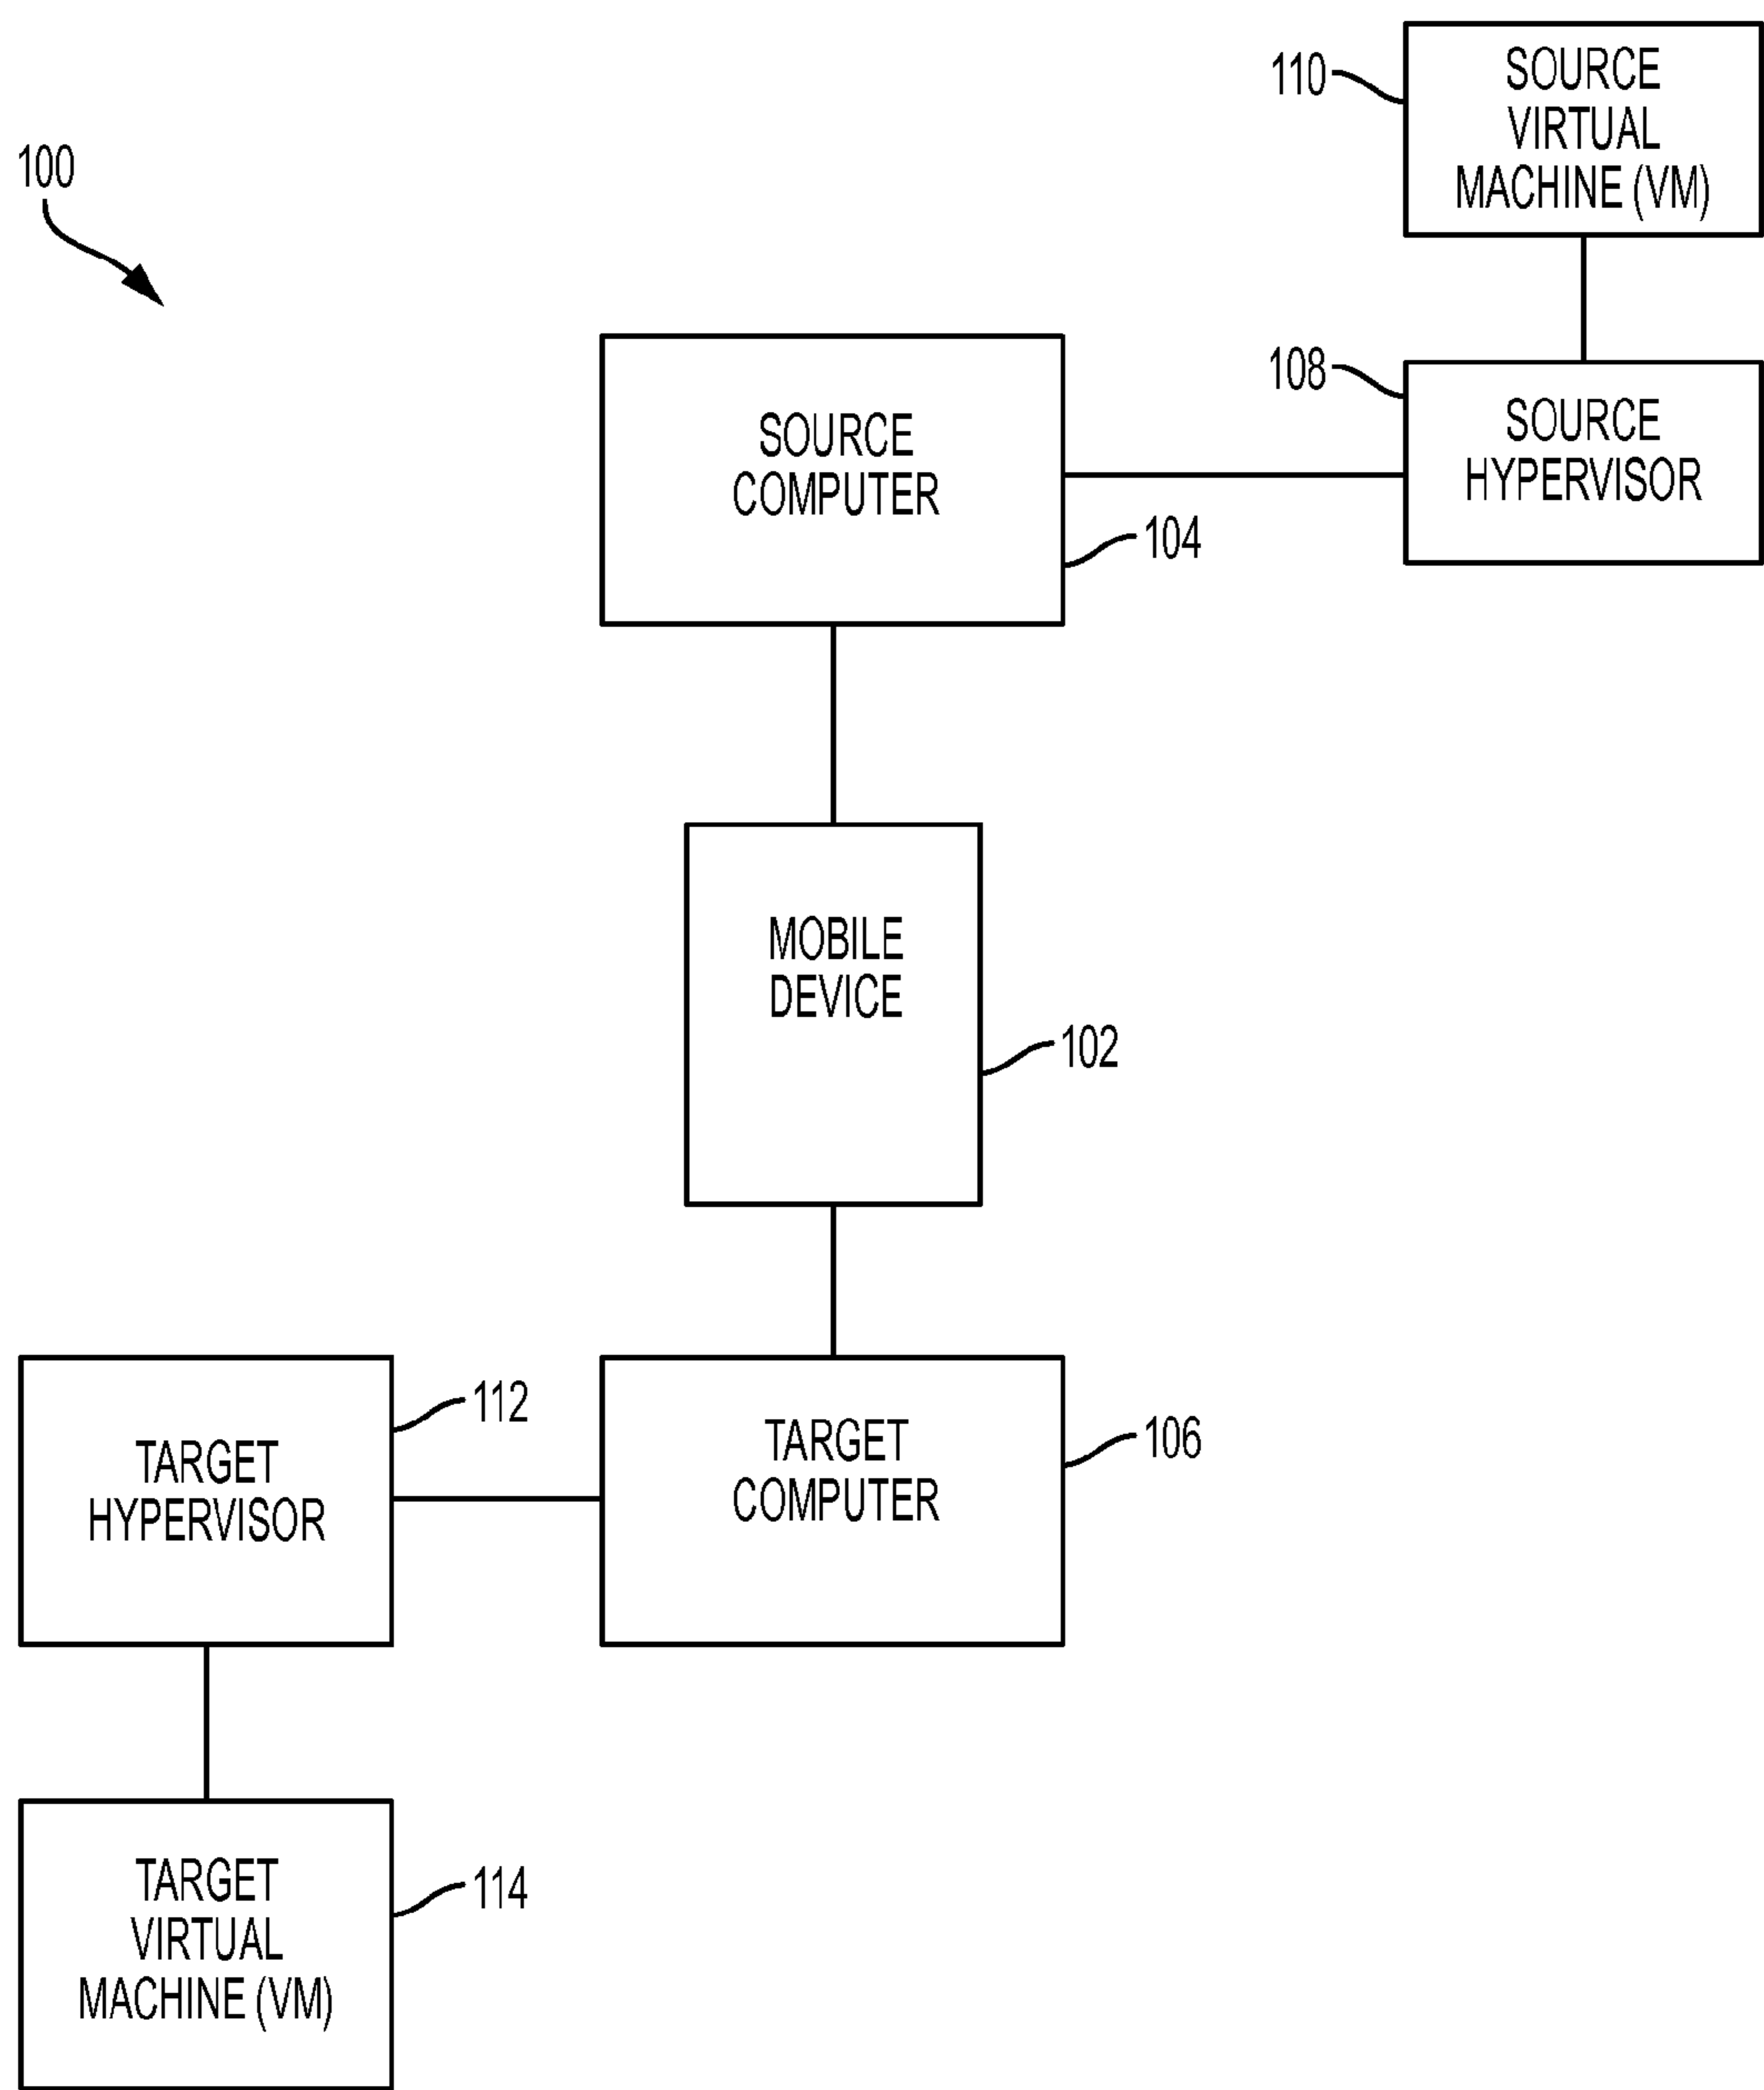 110
SOURCE
VIRTUAL
MACHINE (VM)
100
108
SOURCE
HYPERVISOR
SOURCE
COMPUTER
104
MOBILE
DEVICE
102
112
TARGET
HYPERVISOR
TARGET
COMPUTER
106
TARGET
VIRTUAL
MACHINE (VM)
114